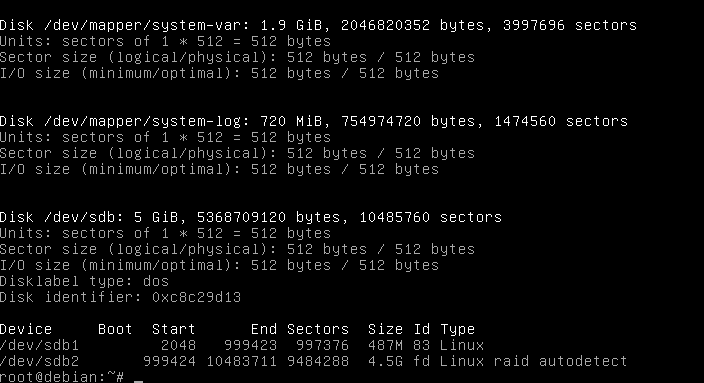 Disk /dev/mapper/system-var: 1.9 GiB, 2046820352 bytes, 3997696 sectors
Units: sectors of 1 * 512 = 512 bytes
Sector size (logical/physical): 512 bytes / 512 bytes
I/O size (minimum/optimal): 512 bytes / 512 bytes
Disk /dev/mapper/system-log: 720 MiB, 754974720 bytes, 1474560 sectors
Units: sectors of 1 * 512 = 512 bytes
Sector size (logical/physical): 512 bytes / 512 bytes
I/O size (minimum/optimal): 512 bytes / 512 bytes
Disk /dev/sdb: 5 GiB, 5368709120 bytes, 10485760 sectors
Units: sectors of 1 * 512 = 512 bytes
Sector size (logical/physical): 512 bytes / 512 bytes
I/O size (minimum/optimal): 512 bytes / 512 bytes
Disklabel type: dos
Disk identifier: 0xc8c29d13
Device     Boot  Start      End Sectors  Size Id Type
/dev/sdb1         2048   999423  997376  487M 83 Linux
/dev/sdb2       999424 10483711 9484288  4.5G fd Linux raid autodetect
root@debian:~# _